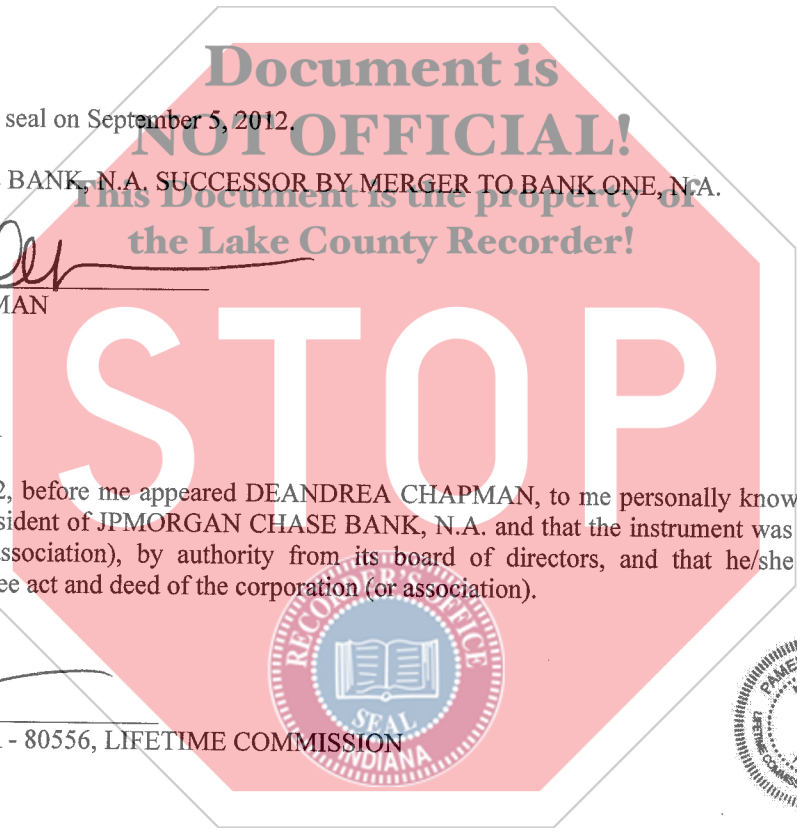 Document is
seal on September 5, 2012.
NOT OFFICIAL!
BANK, N.A. SUCCESSOR BY MERGER TO BANK ONE, N.A.
This Document is the property of
the Lake County Recorder!
MAN
STOP
2, before me appeared DEANDREA CHAPMAN, to me personally know
sident of JPMORGAN CHASE BANK, N.A. and that the instrument was
ssociation), by authority from its board of directors, and that he/she
ee act and deed of the corporation (or association).
RECORDER'S OFFICE
SEAL
INDIANA
- 80556, LIFETIME COMMISSION
PAME
LIFETIME COMMISS